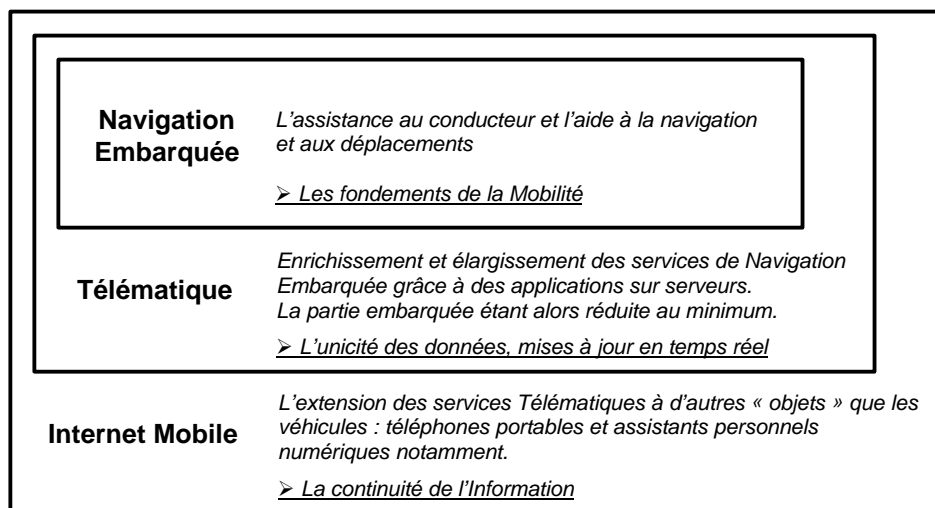 Navigation
Embarquée
L'assistance au conducteur et l'aide à la navigation
et aux déplacements
➢ Les fondements de la Mobilité
Télématique
Enrichissement et élargissement des services de Navigation
Embarquée grâce à des applications sur serveurs.
La partie embarquée étant alors réduite au minimum.
➢ L'unicité des données, mises à jour en temps réel
Internet Mobile
L'extension des services Télématiques à d'autres « objets » que les
véhicules : téléphones portables et assistants personnels
numériques notamment.
➢ La continuité de l'Information